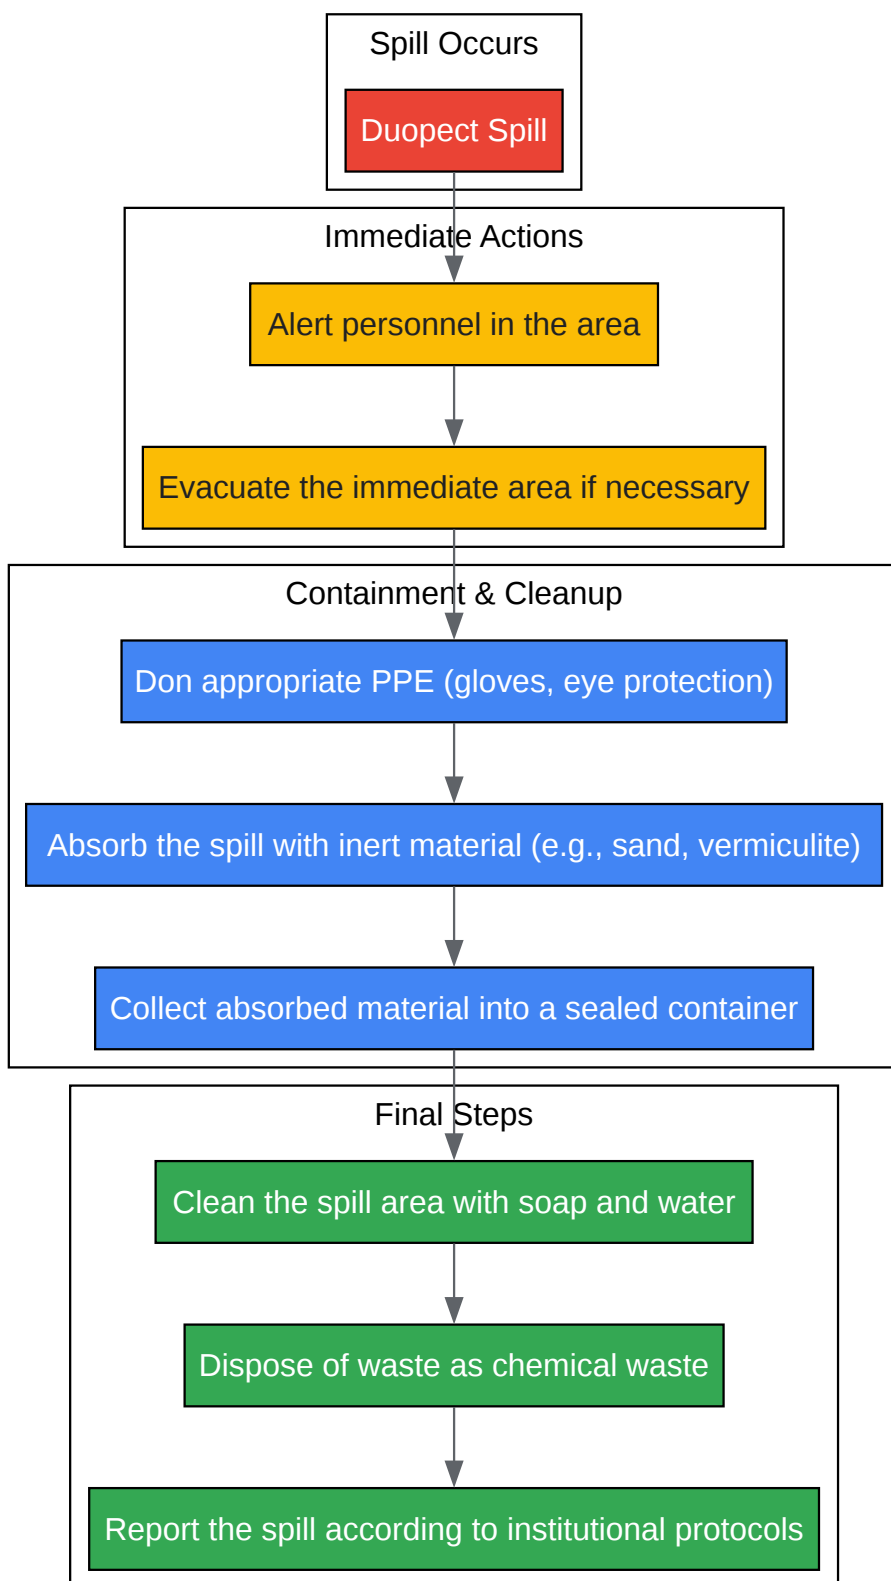 Spill Occurs
Duopect Spill
Immediate Actions
Alert personnel in the area
Evacuate the immediate area if necessary
Containment & Cleanup
Don appropriate PPE (gloves, eye protection)
Absorb the spill with inert material (e.g., sand, vermiculite)
Collect absorbed material into a sealed container
Final Steps
Clean the spill area with soap and water
Dispose of waste as chemical waste
Report the spill according to institutional protocols